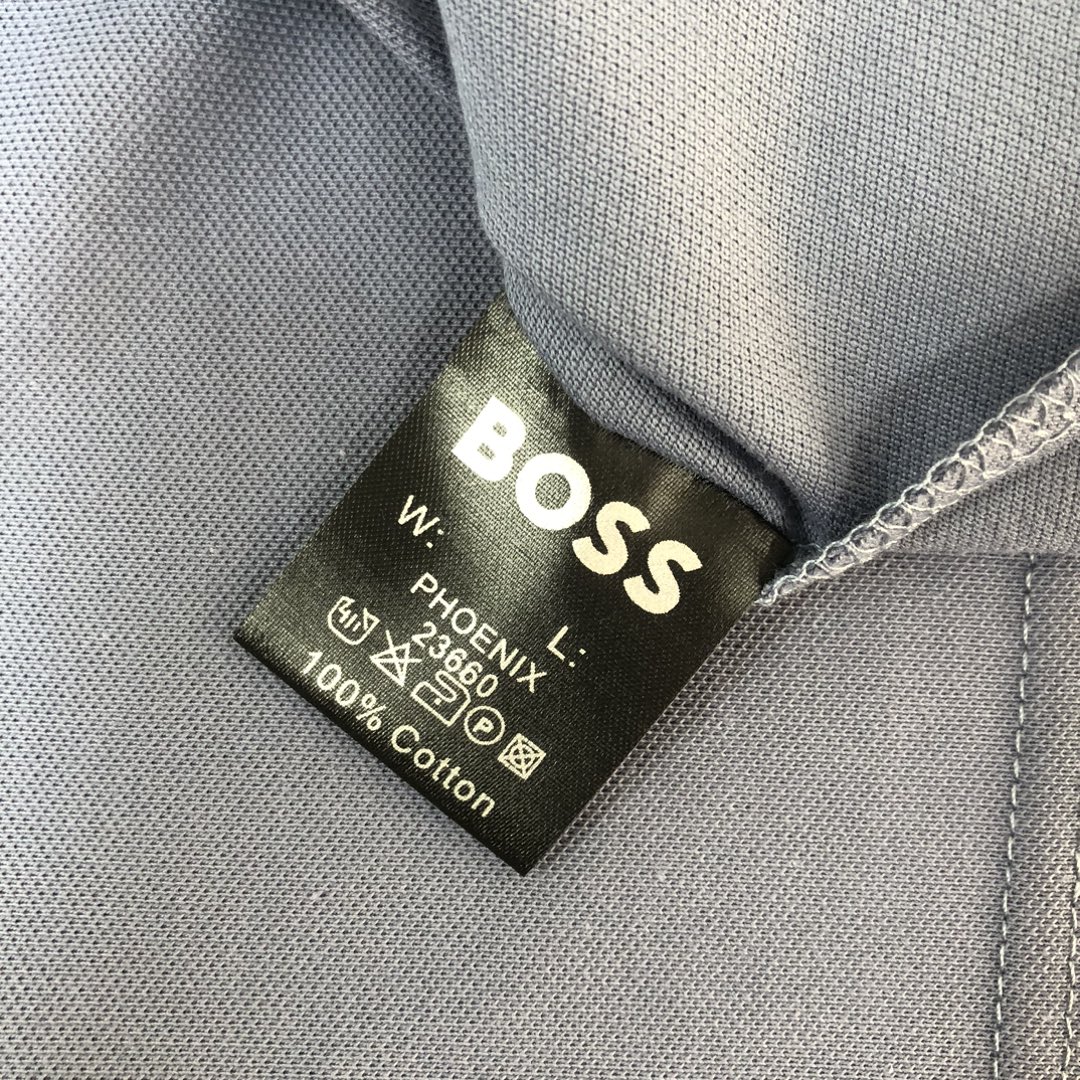 BOSS
W: L:
PHOENIX
23660
P
100% Cotton